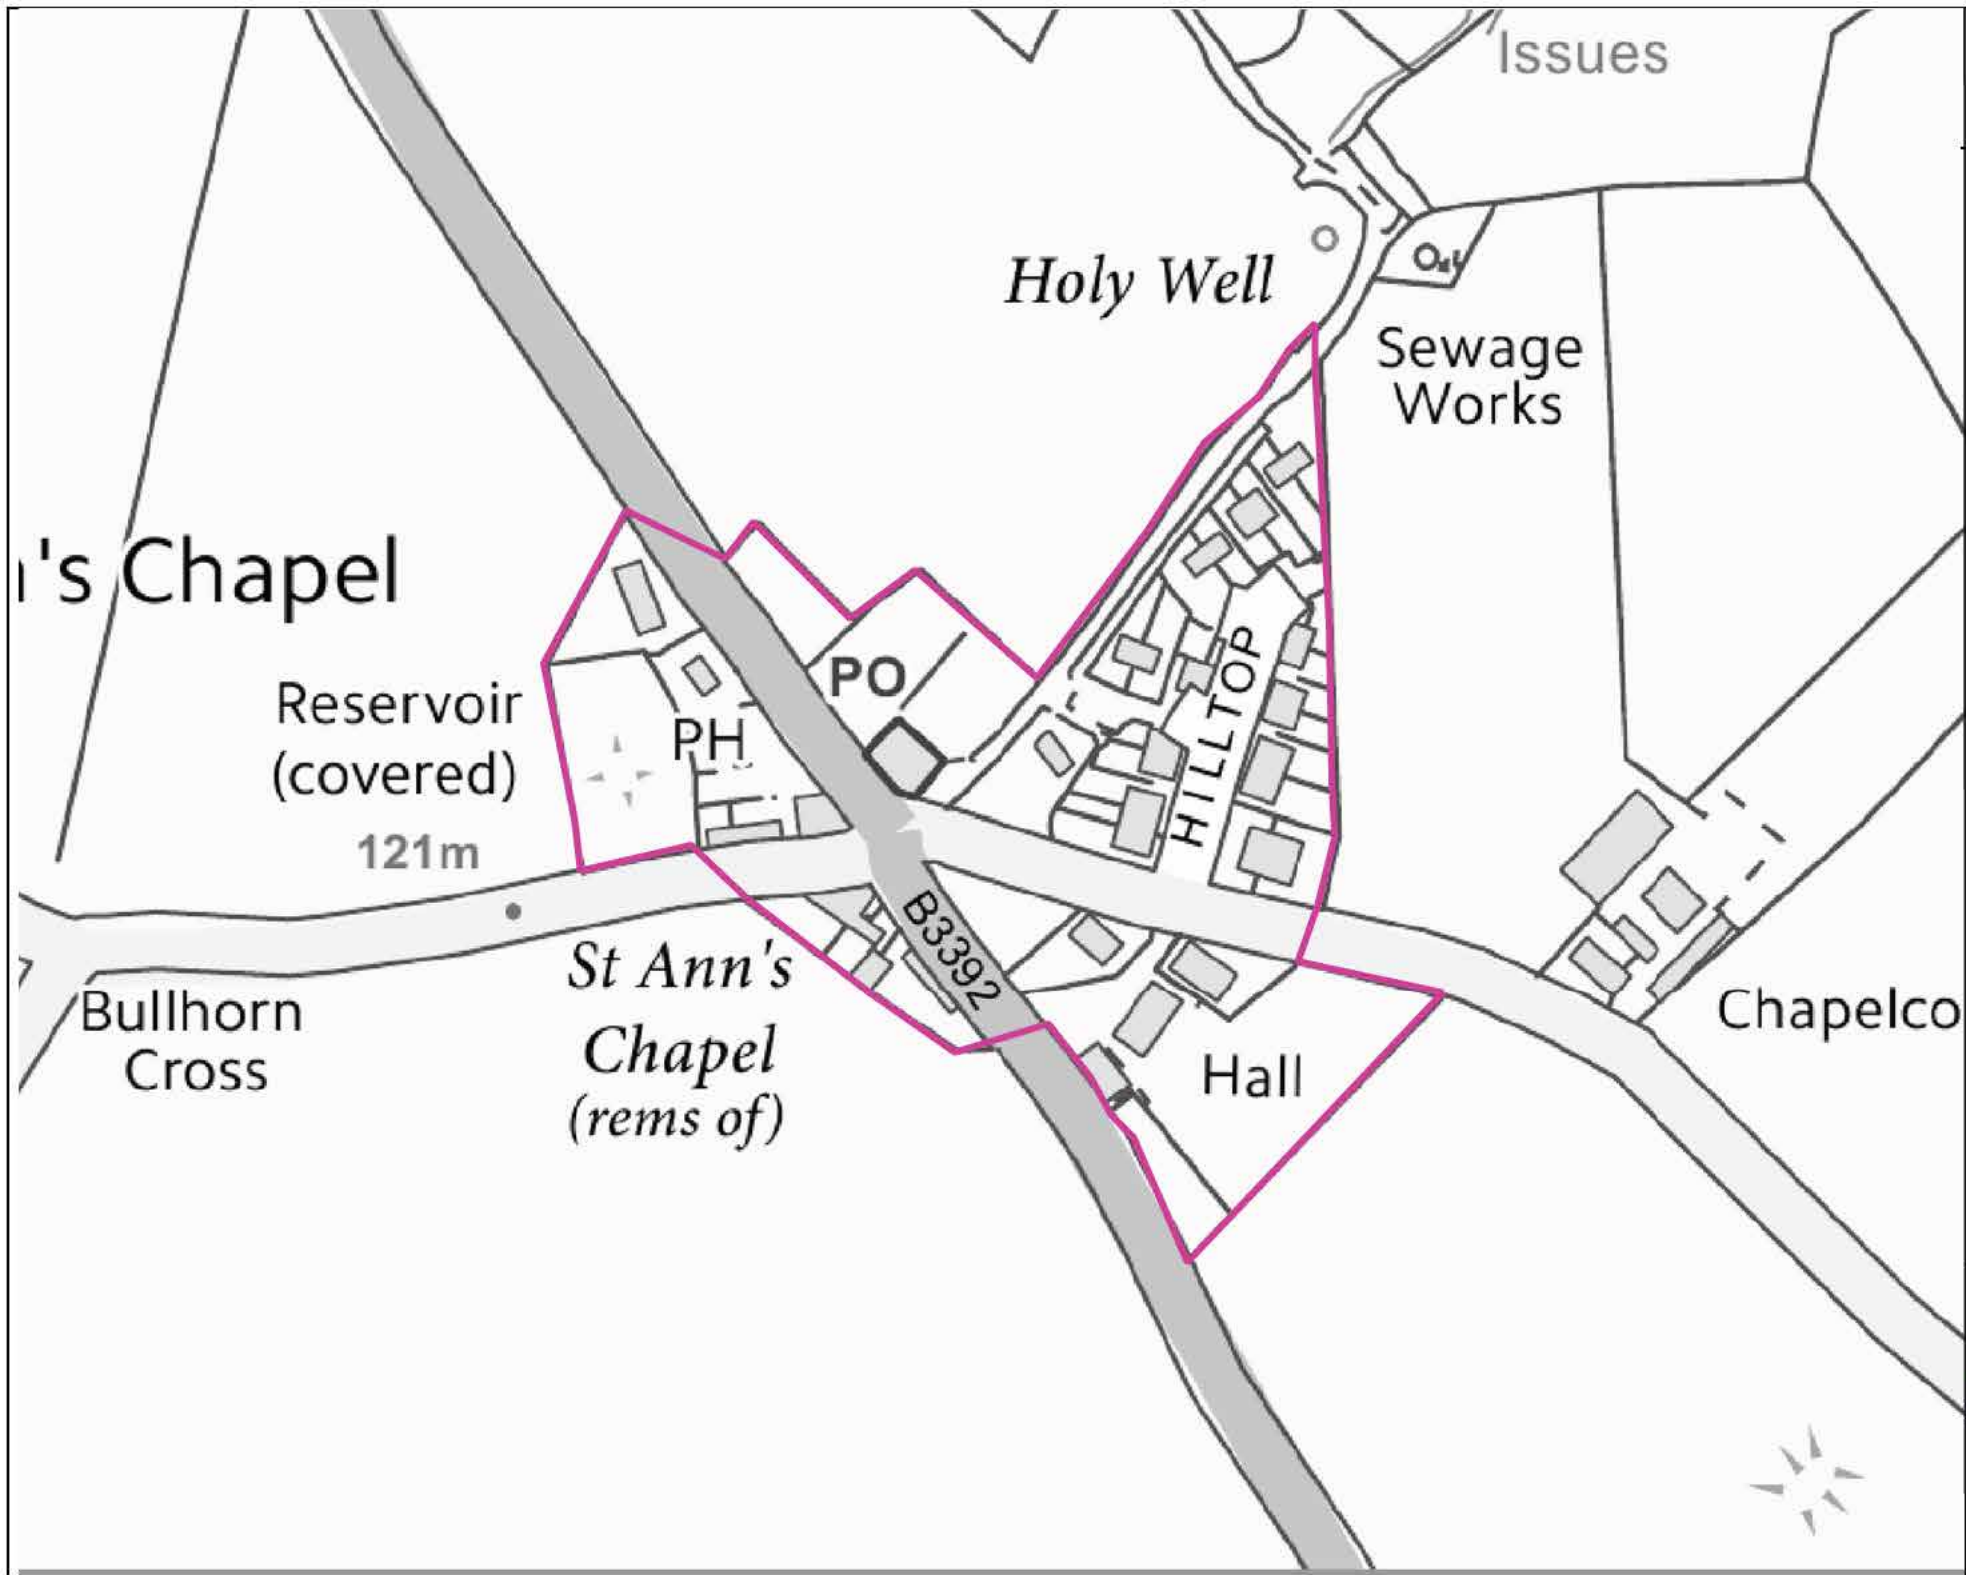 Issues
Holy Well
Sewage
Works
n's Chapel
PO
Reservoir
(covered)
PH
HILLTOP
121m
B3392
St Ann's
Chapel
(rems of)
Bullhorn
Cross
Hall
Chapelco